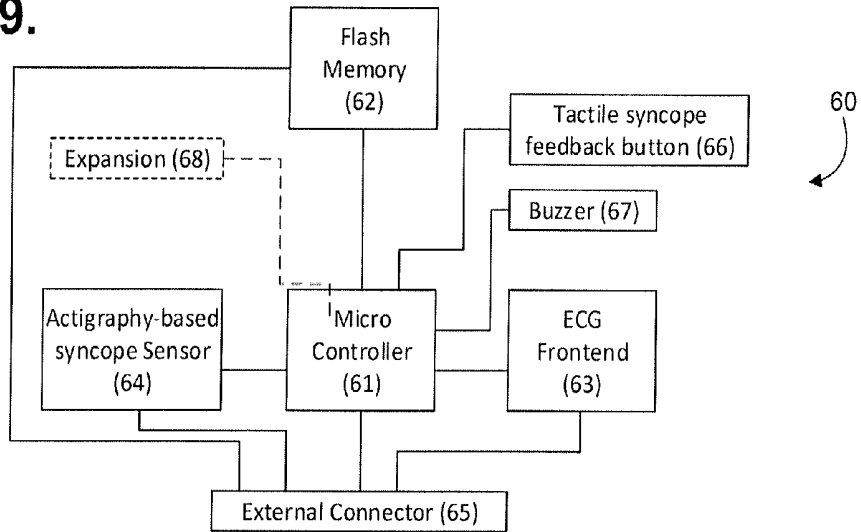 9.
Flash
Memory
(62)
Tactile syncope
feedback button (66)
60
Expansion (68)
Buzzer (67)
Actigraphy-based
syncope Sensor
(64)
Micro
Controller
(61)
ECG
Frontend
(63)
External Connector (65)